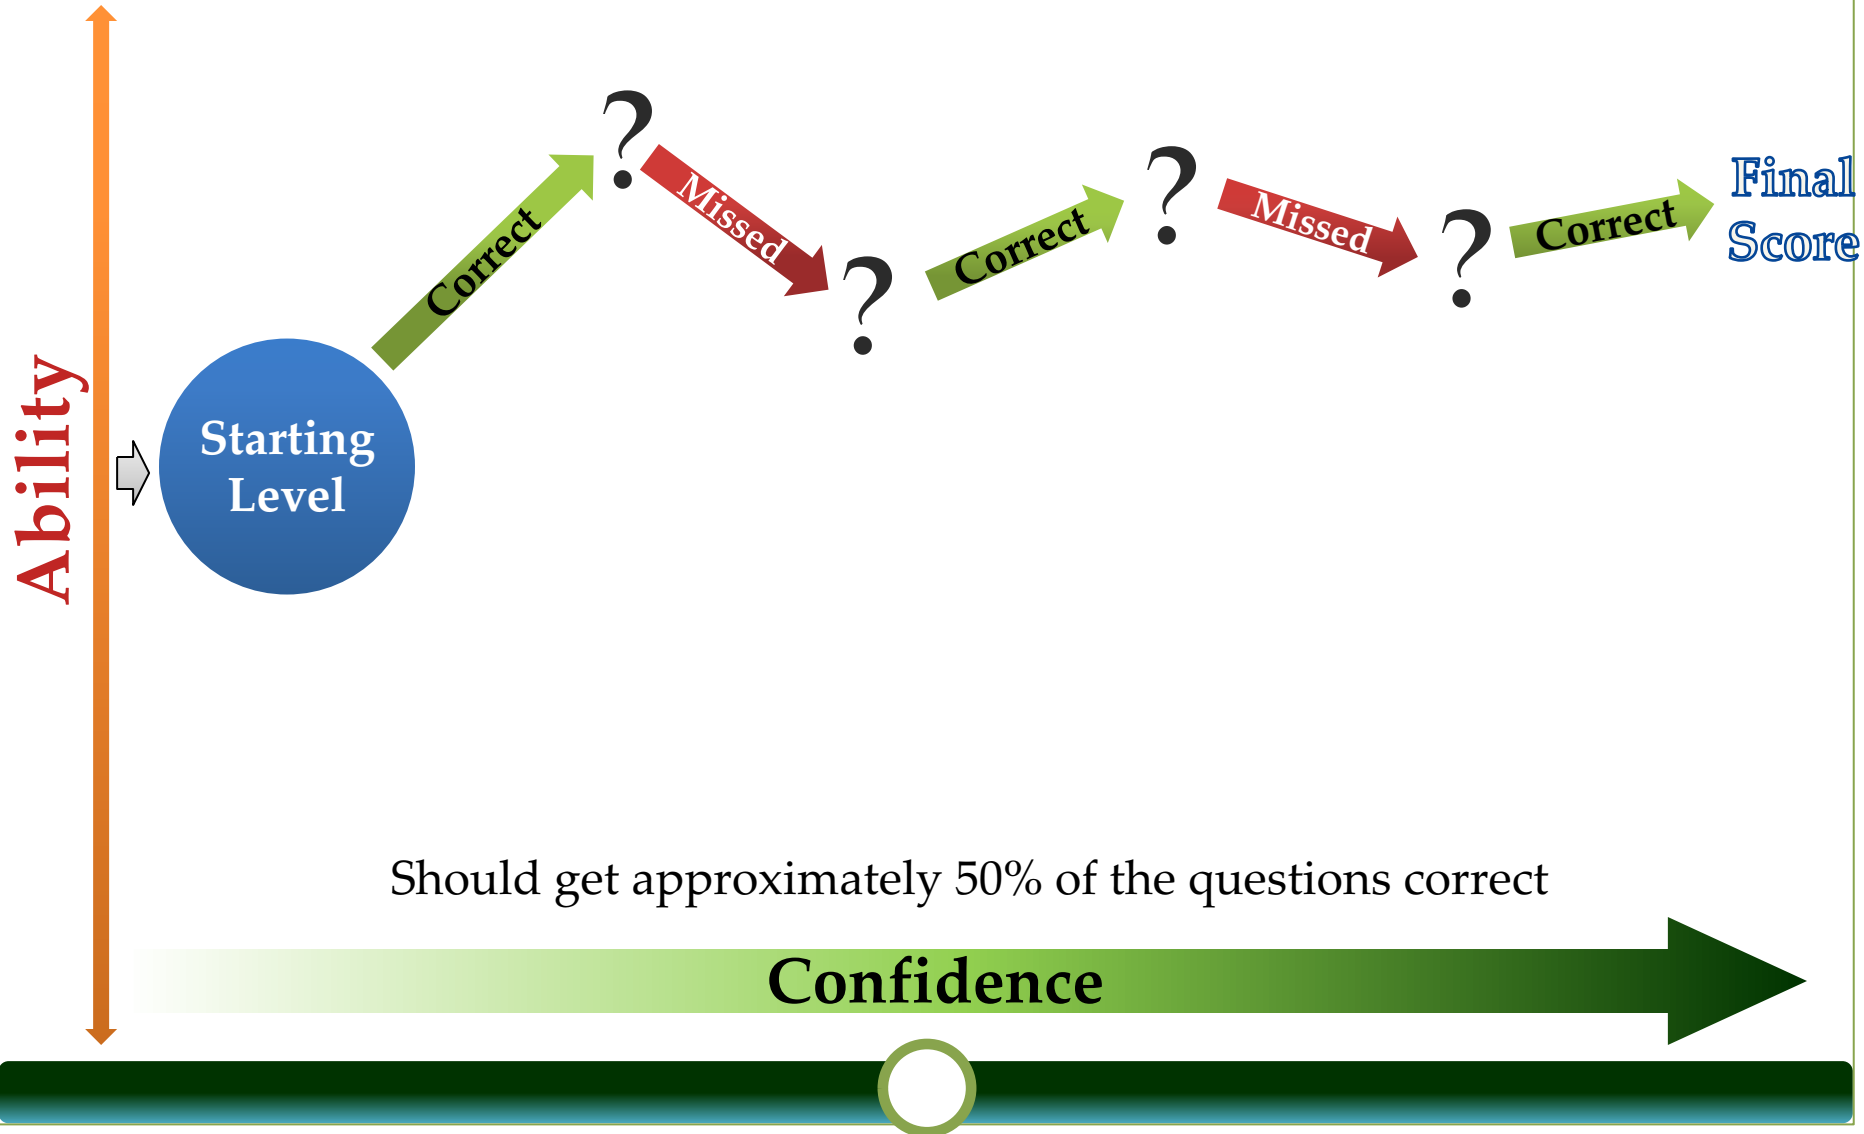 Ability
Starting
Level
Correct
?
Missed
?
Correct
?
Missed
?
Correct
Final
Score
Should get approximately 50% of the questions correct
Confidence